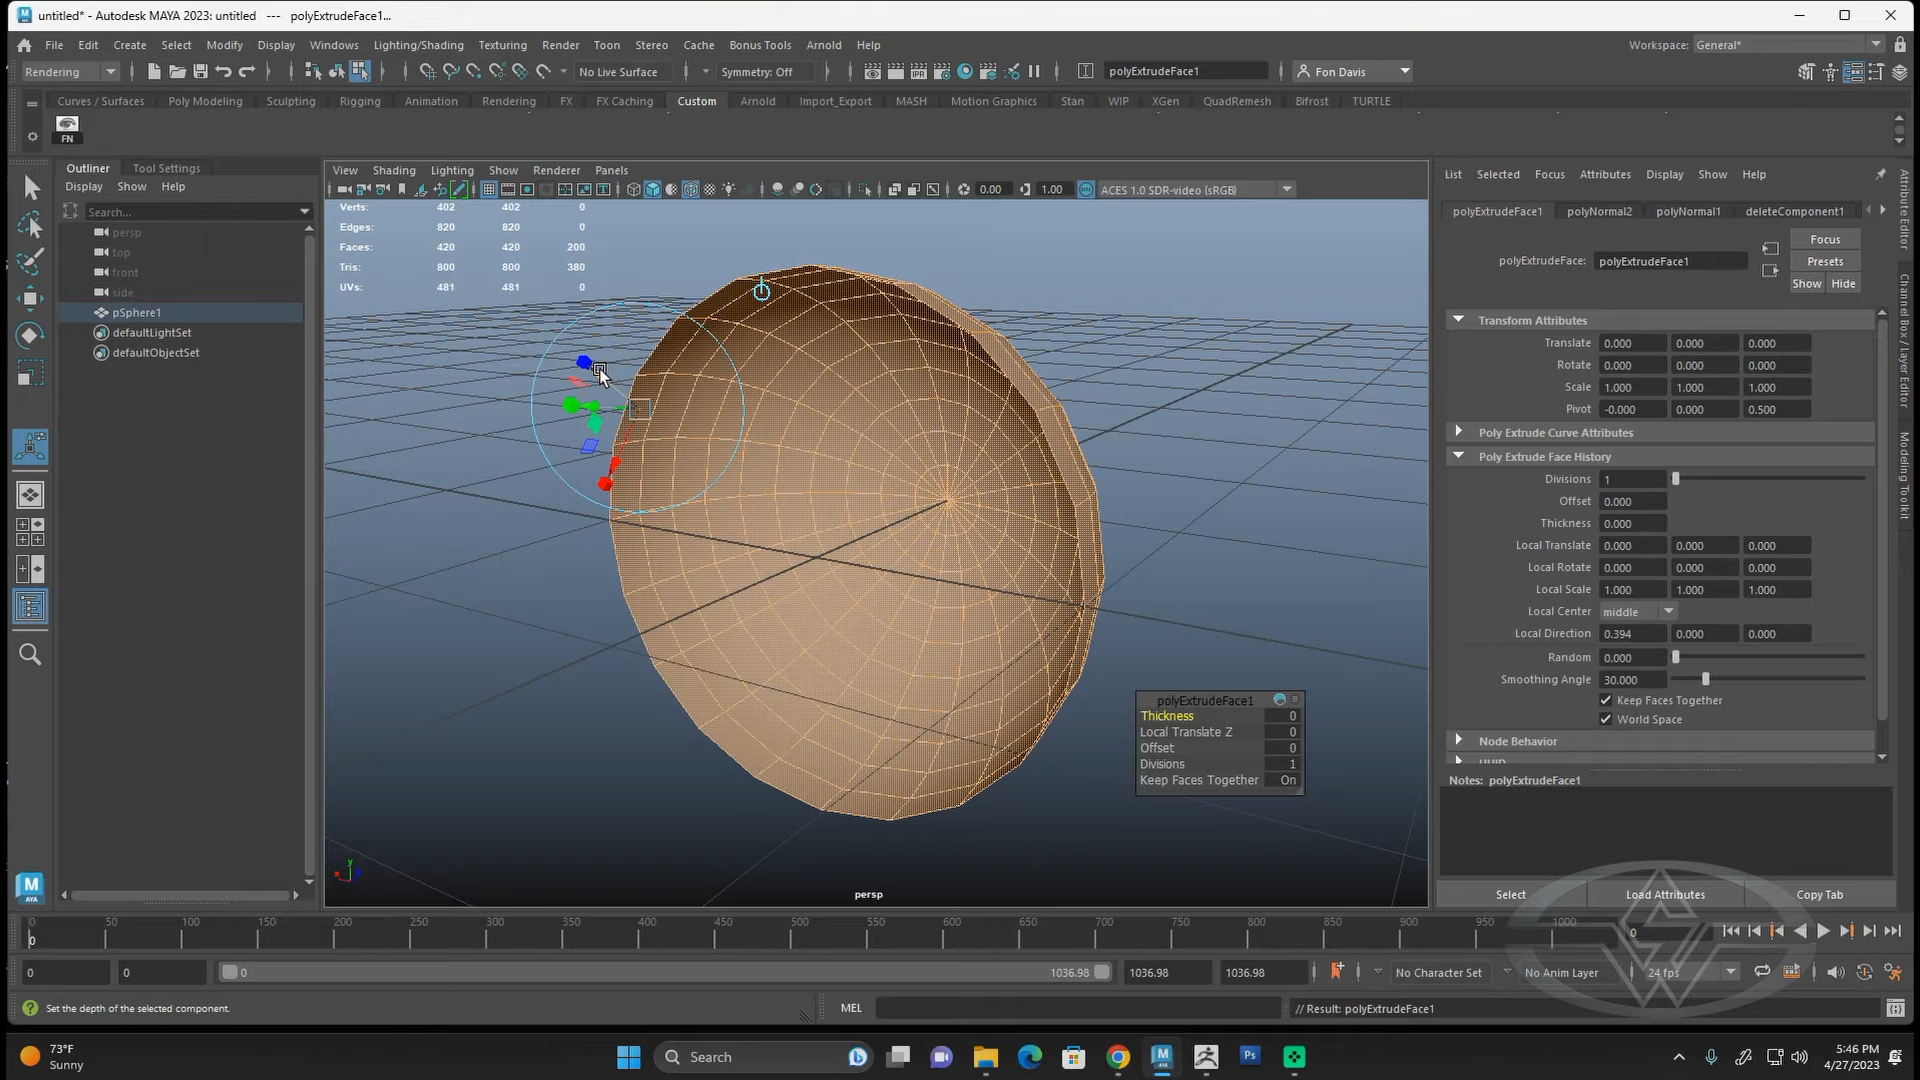 untitled* - Autodesk MAYA 2023: untitled --- polyExtrudeFace1...
File Edit Create Select Modify Display Windows Lighting/Shading Texturing Render Toon Stereo Cache Bonus Tools Arnold Help Workspace: General*
Rendering No Live Surface Symmetry: Off IPR polyExtrudeFace1 Fon Davis
Curves / Surfaces Poly Modeling Sculpting Rigging Animation Rendering FX FX Caching Custom Arnold Import_Export MASH Motion Graphics Stan WIP XGen QuadRemesh Bifrost TURTLE
FN
Outliner Tool Settings
Display Show Help
Search...
persp
top
front
side
pSphere1
defaultLightSet
defaultObjectSet
View Shading Lighting Show Renderer Panels
0.00 1.00 ACES 1.0 SDR-video (sRGB)
Verts: 402 402 0
Edges: 820 820 0
Faces: 420 420 200
Tris: 800 800 380
UVs: 481 481 0
polyExtrudeFace1
Thickness 0
Local Translate Z 0
Offset 0
Divisions 1
Keep Faces Together On
persp
y
x
List Selected Focus Attributes Display Show Help
polyExtrudeFace1 polyNormal2 polyNormal1 deleteComponent1
polyExtrudeFace: polyExtrudeFace1
Focus
Presets
Show Hide
Transform Attributes
Translate 0.000 0.000 0.000
Rotate 0.000 0.000 0.000
Scale 1.000 1.000 1.000
Pivot -0.000 0.000 0.500
Poly Extrude Curve Attributes
Poly Extrude Face History
Divisions 1
Offset 0.000
Thickness 0.000
Local Translate 0.000 0.000 0.000
Local Rotate 0.000 0.000 0.000
Local Scale 1.000 1.000 1.000
Local Center middle
Local Direction 0.394 0.000 0.000
Random 0.000
Smoothing Angle 30.000
Keep Faces Together
World Space
Node Behavior
UUID
Notes: polyExtrudeFace1
Select Load Attributes Copy Tab
Attribute Editor
Channel Box / Layer Editor
Modeling Toolkit
AYA
0 50 100 150 200 250 300 350 400 450 500 550 600 650 700 750 800 850 900 950 1000
0 0
0 0 0 1036.98 1036.98 1036.98 No Character Set No Anim Layer 24 fps
Set the depth of the selected component. MEL // Result: polyExtrudeFace1
73°F
Sunny
Search
AYA
Ps
5:46 PM
4/27/2023